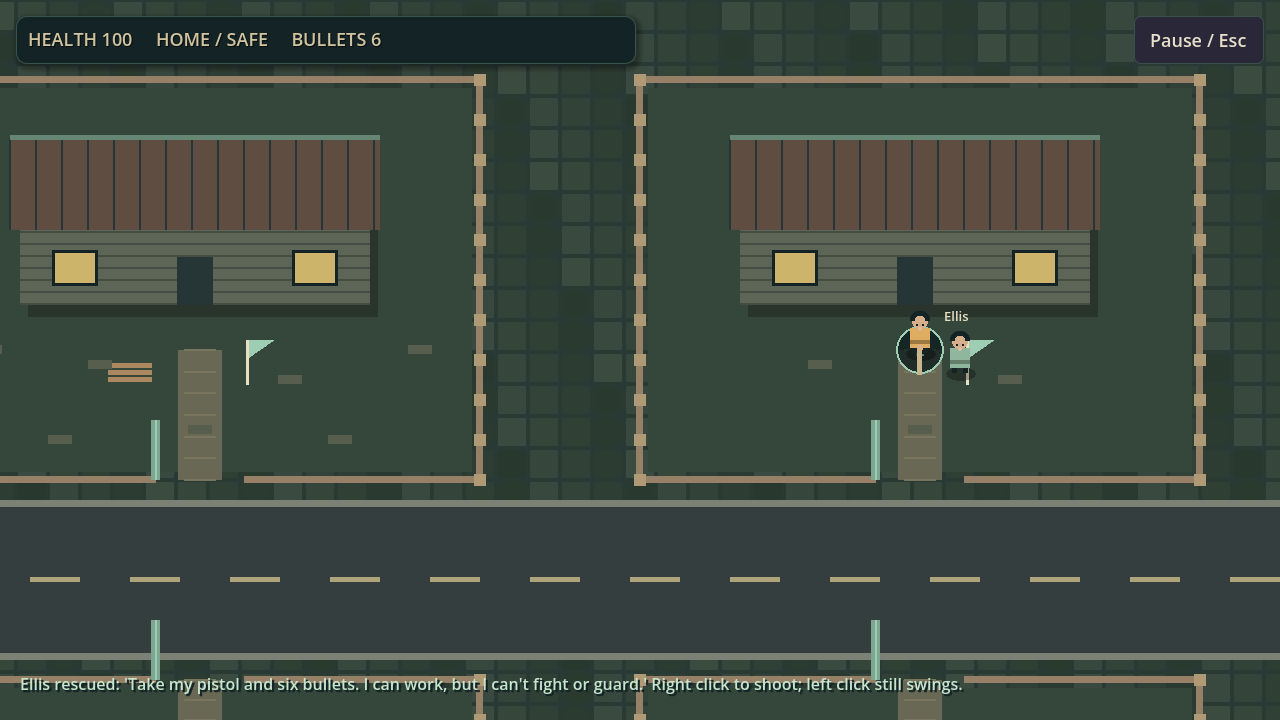 HEALTH 100 HOME / SAFE BULLETS 6
Pause / Esc
Ellis
Ellis rescued: 'Take my pistol and six bullets. I can work, but I can't fight or guard.' Right click to shoot; left click still swings.